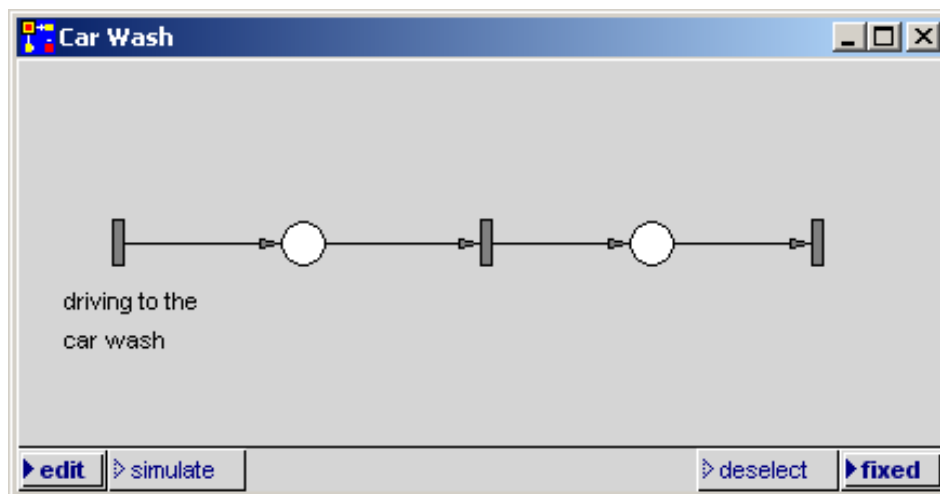 Car Wash
driving to the
car wash
edit simulate deselect fixed